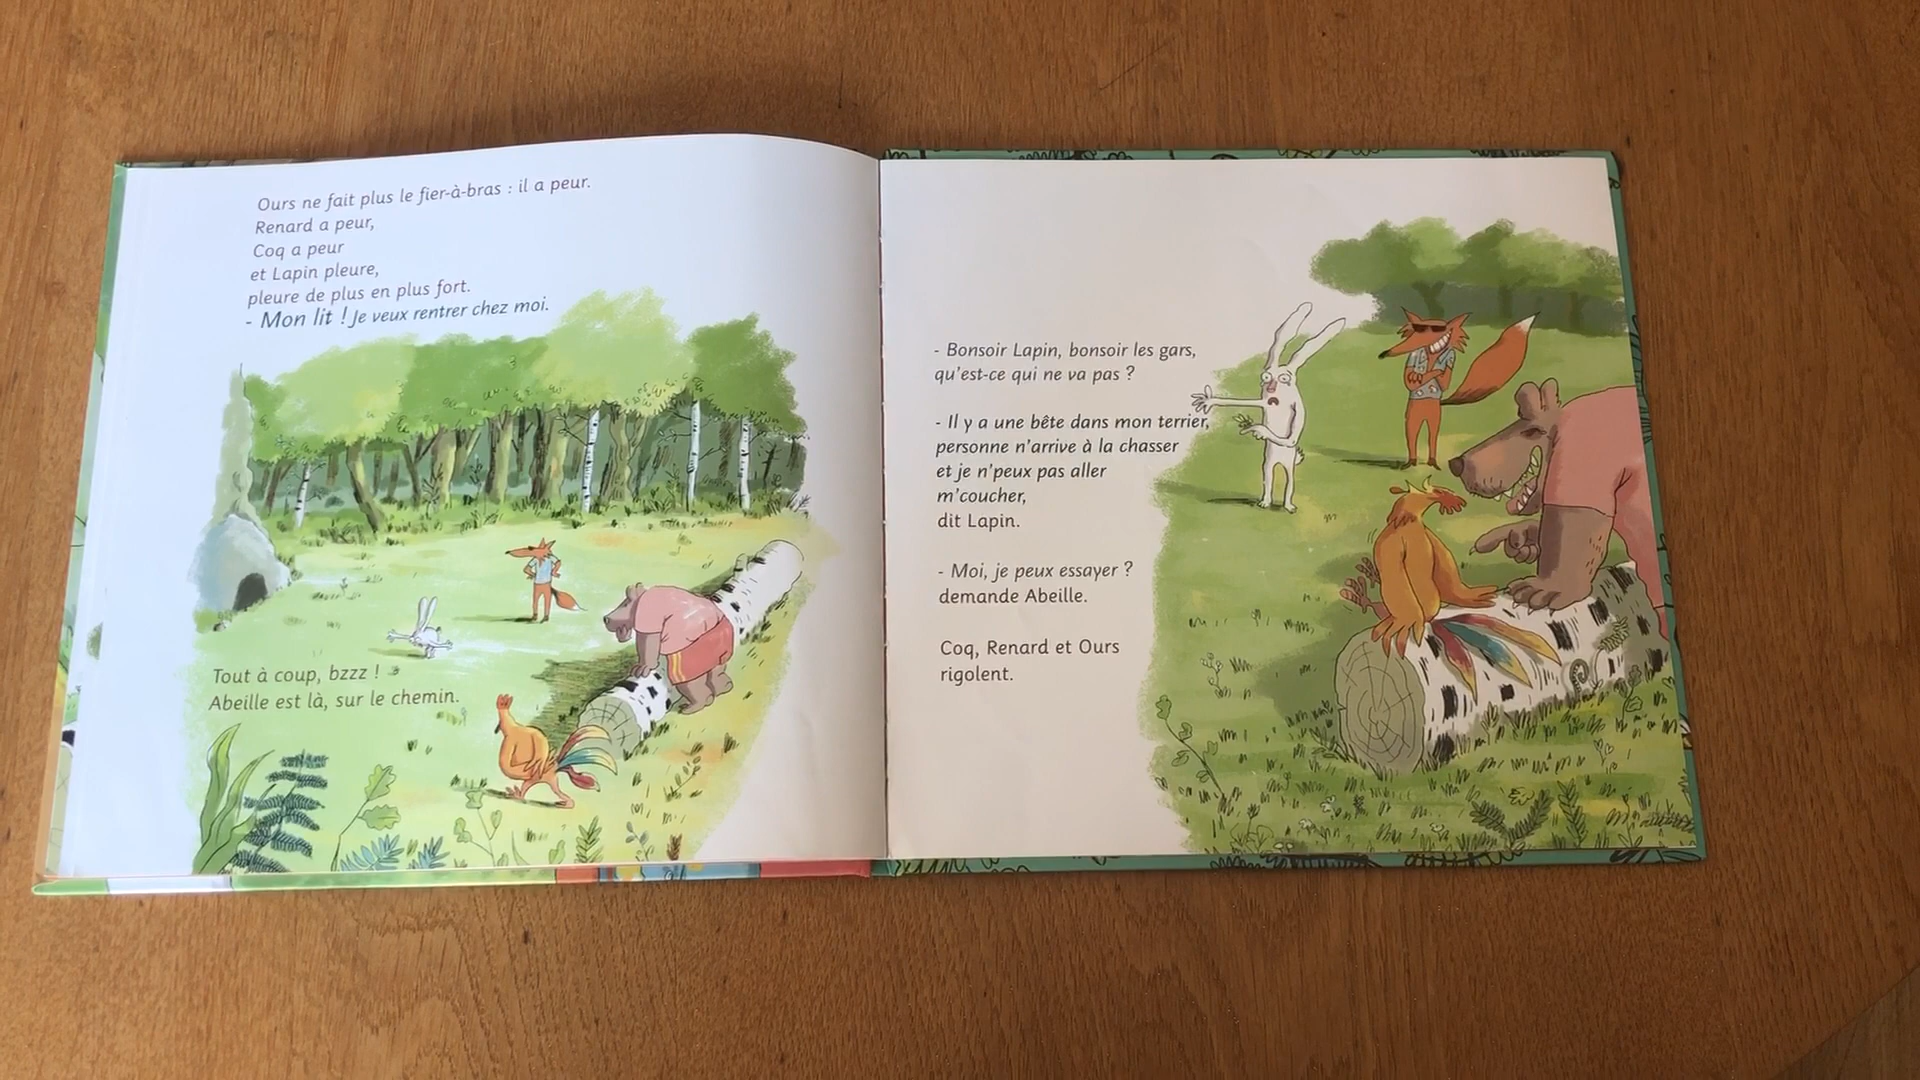 Ours ne fait plus le fier-à-bras : il a peur.
Renard a peur,
Coq a peur
et Lapin pleure,
pleure de plus en plus fort.
- Mon lit ! Je veux rentrer chez moi.
Tout à coup, bzzz !
Abeille est là, sur le chemin.
- Bonsoir Lapin, bonsoir les gars,
qu'est-ce qui ne va pas ?
- Il y a une bête dans mon terrier,
personne n'arrive à la chasser
et je n'peux pas aller
m'coucher,
dit Lapin.
- Moi, je peux essayer ?
demande Abeille.
Coq, Renard et Ours
rigolent.